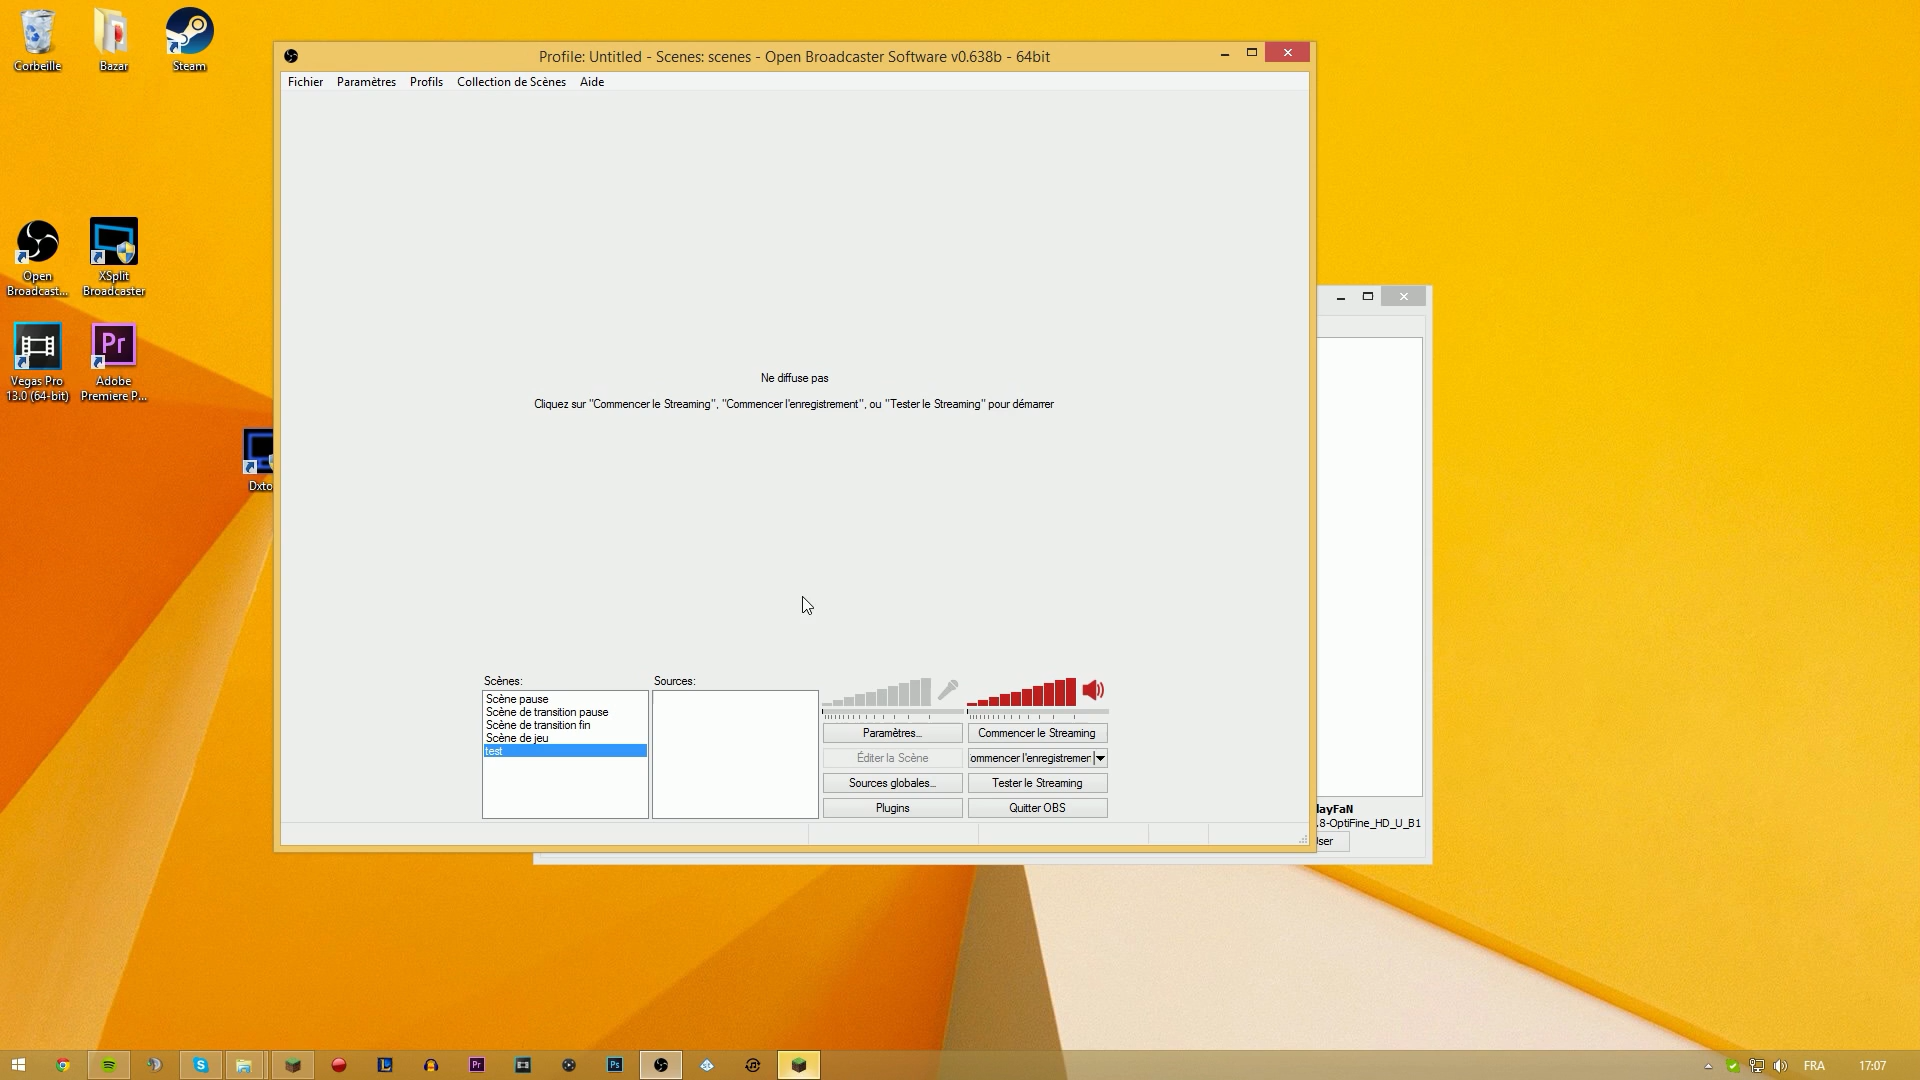 Corbeille
Bazar
Steam
Open
Broadcast...
XSplit
Broadcaster
Vegas Pro
13.0 (64-bit)
Pr
Adobe
Premiere P...
Dxto
Profile: Untitled - Scenes: scenes - Open Broadcaster Software v0.638b - 64bit
Fichier Paramètres Profils Collection de Scènes Aide
Ne diffuse pas
Cliquez sur "Commencer le Streaming", "Commencer l'enregistrement", ou "Tester le Streaming" pour démarrer
Scènes:
Scène pause
Scène de transition pause
Scène de transition fin
Scène de jeu
test
Sources:
Paramètres...
Commencer le Streaming
Éditer la Scène
ommencer l'enregistremer
Sources globales...
Tester le Streaming
Plugins
Quitter OBS
layFaN
.8-OptiFine_HD_U_B1
User
Pr
Ps
FRA
17:07